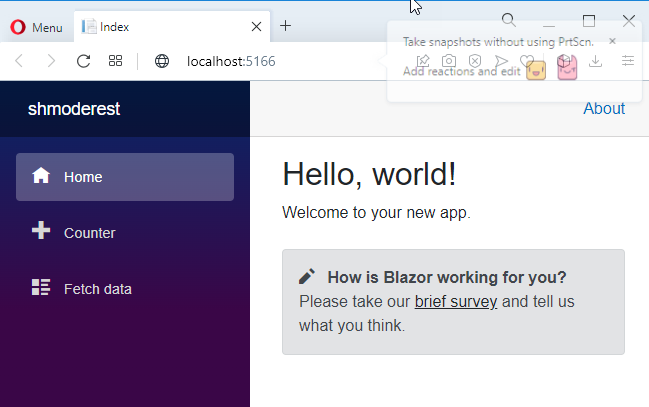 Menu
Index
Take snapshots without using PrtScn.
localhost:5166
Add reactions and edit
shmoderest
About
Home
Counter
Fetch data
Hello, world!
Welcome to your new app.
How is Blazor working for you?
Please take our brief survey and tell us
what you think.